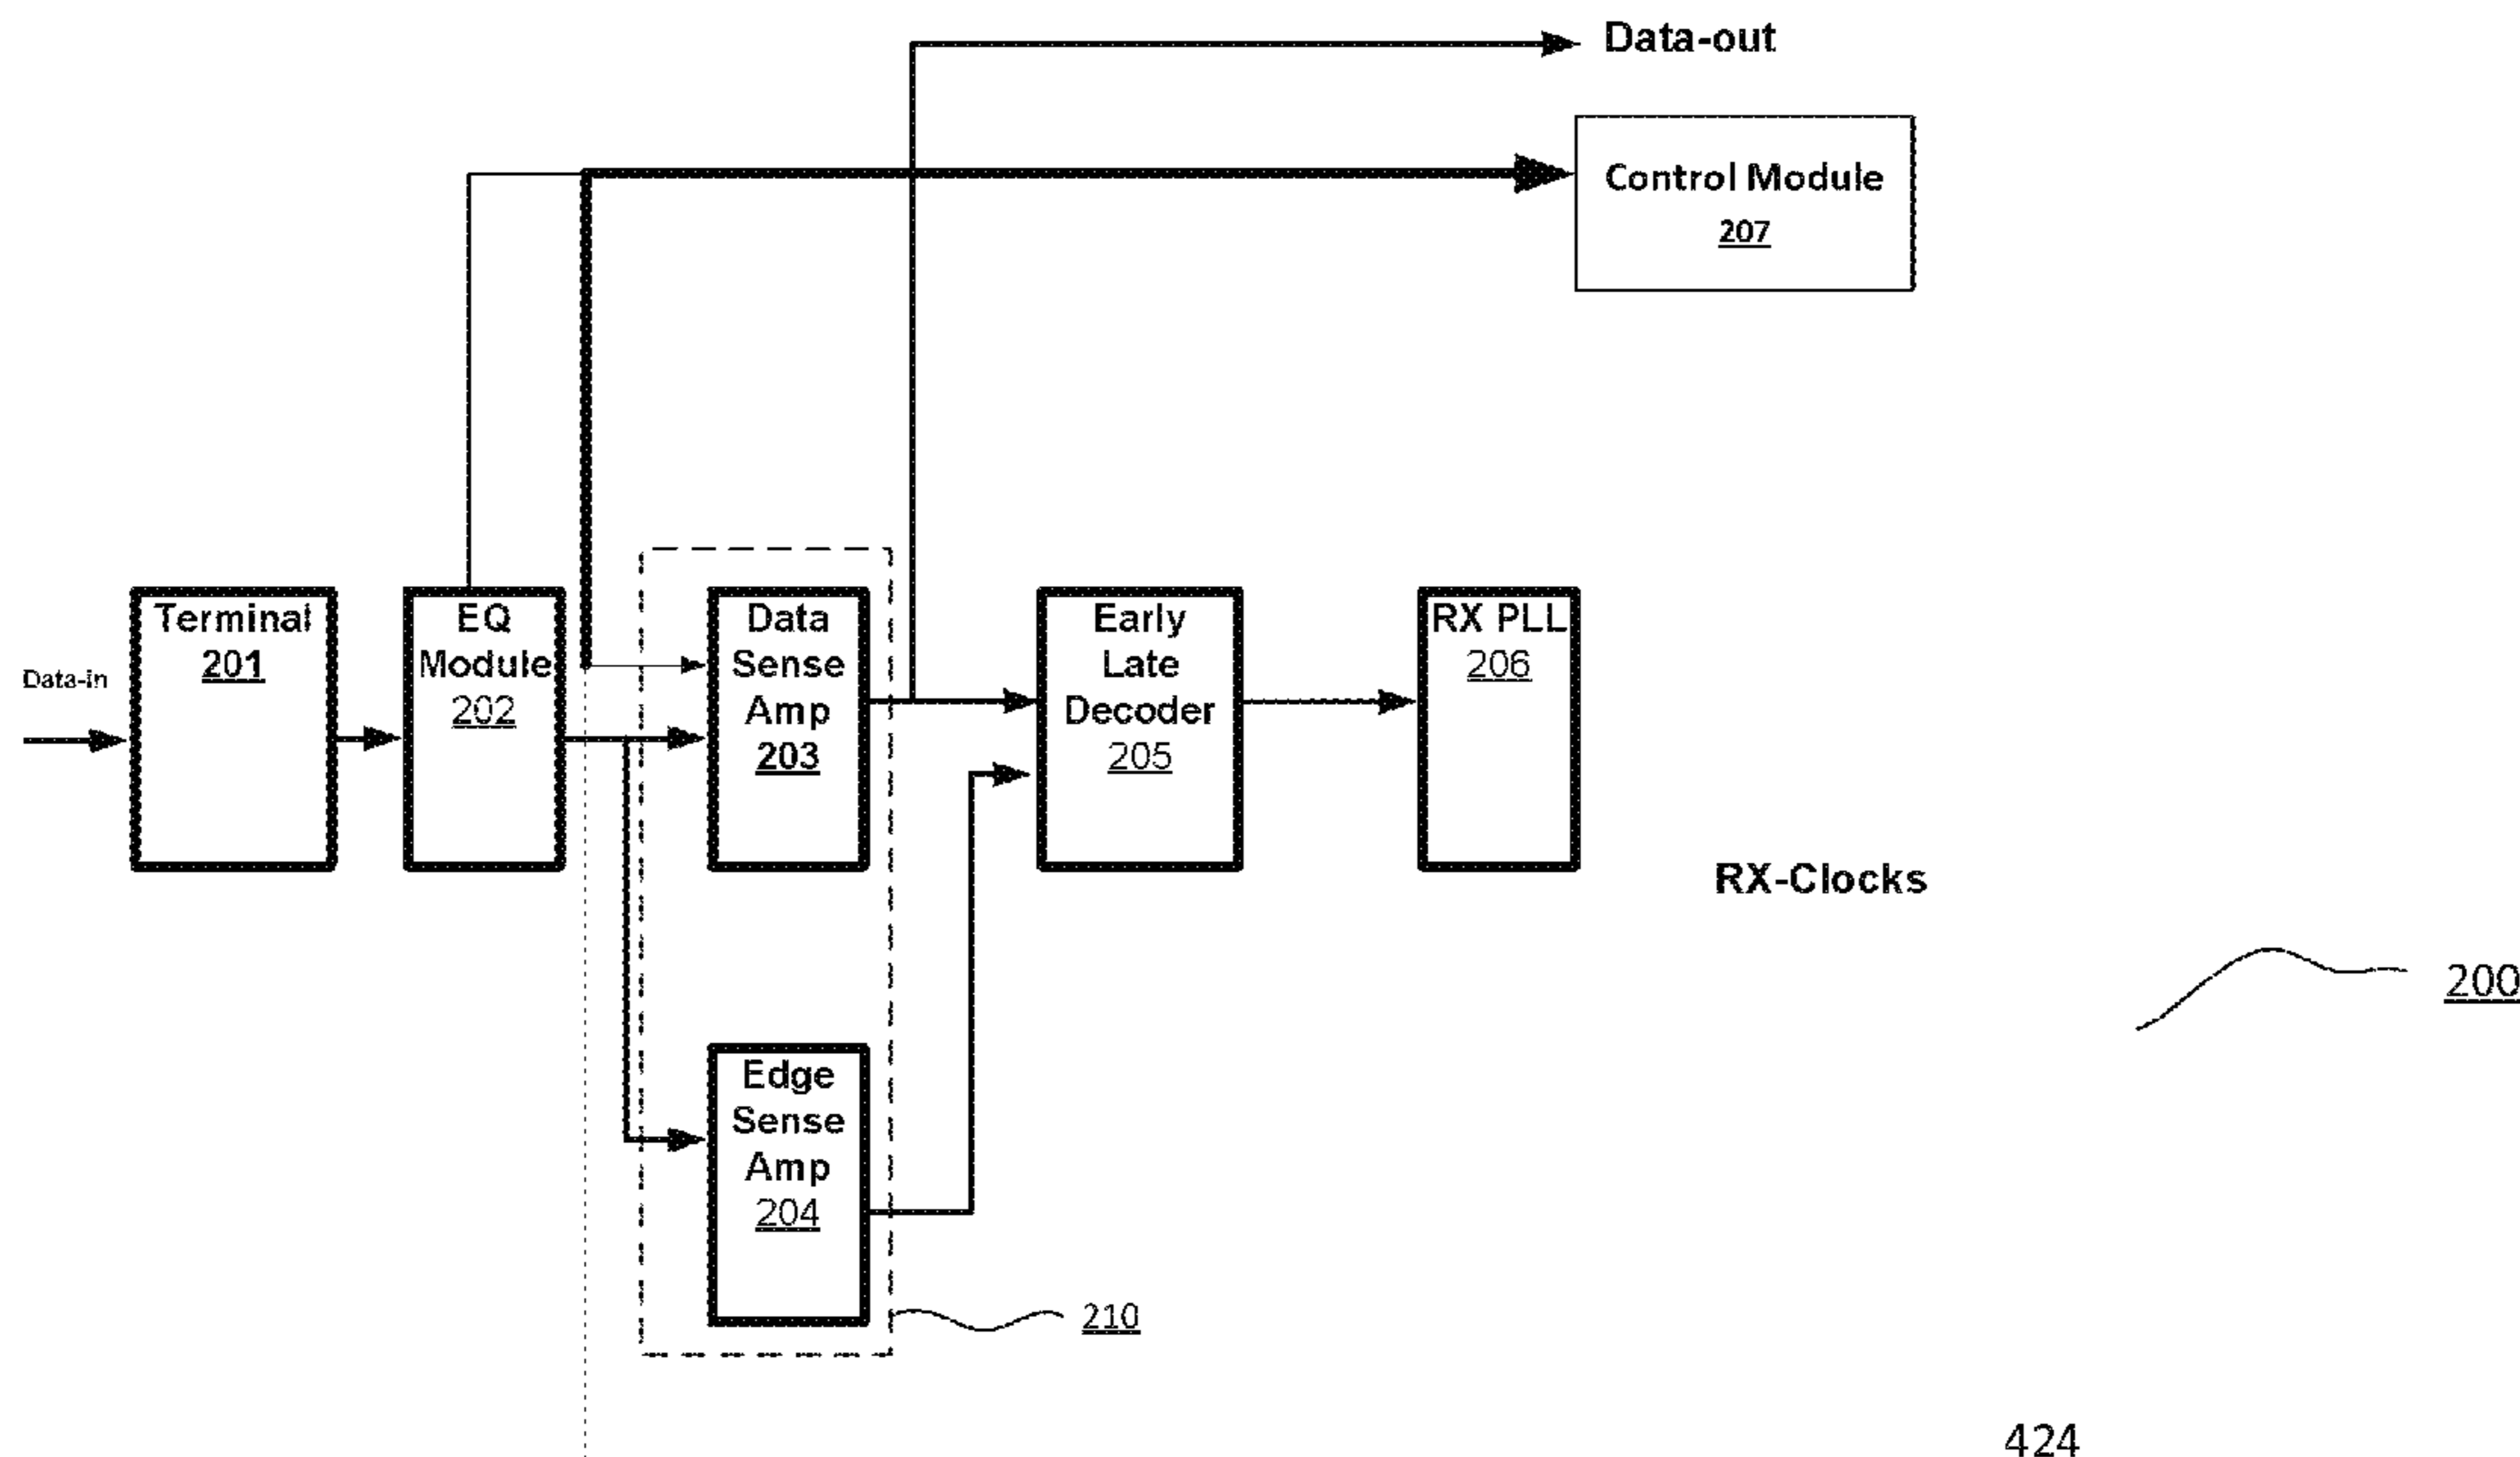 Data-out
Control Module
207
Terminal
201
EQ
Module
202
Data
Sense
Amp
203
Early
Late
Decoder
205
RX PLL
206
Data-in
RX-Clocks
200
Edge
Sense
Amp
204
210
424